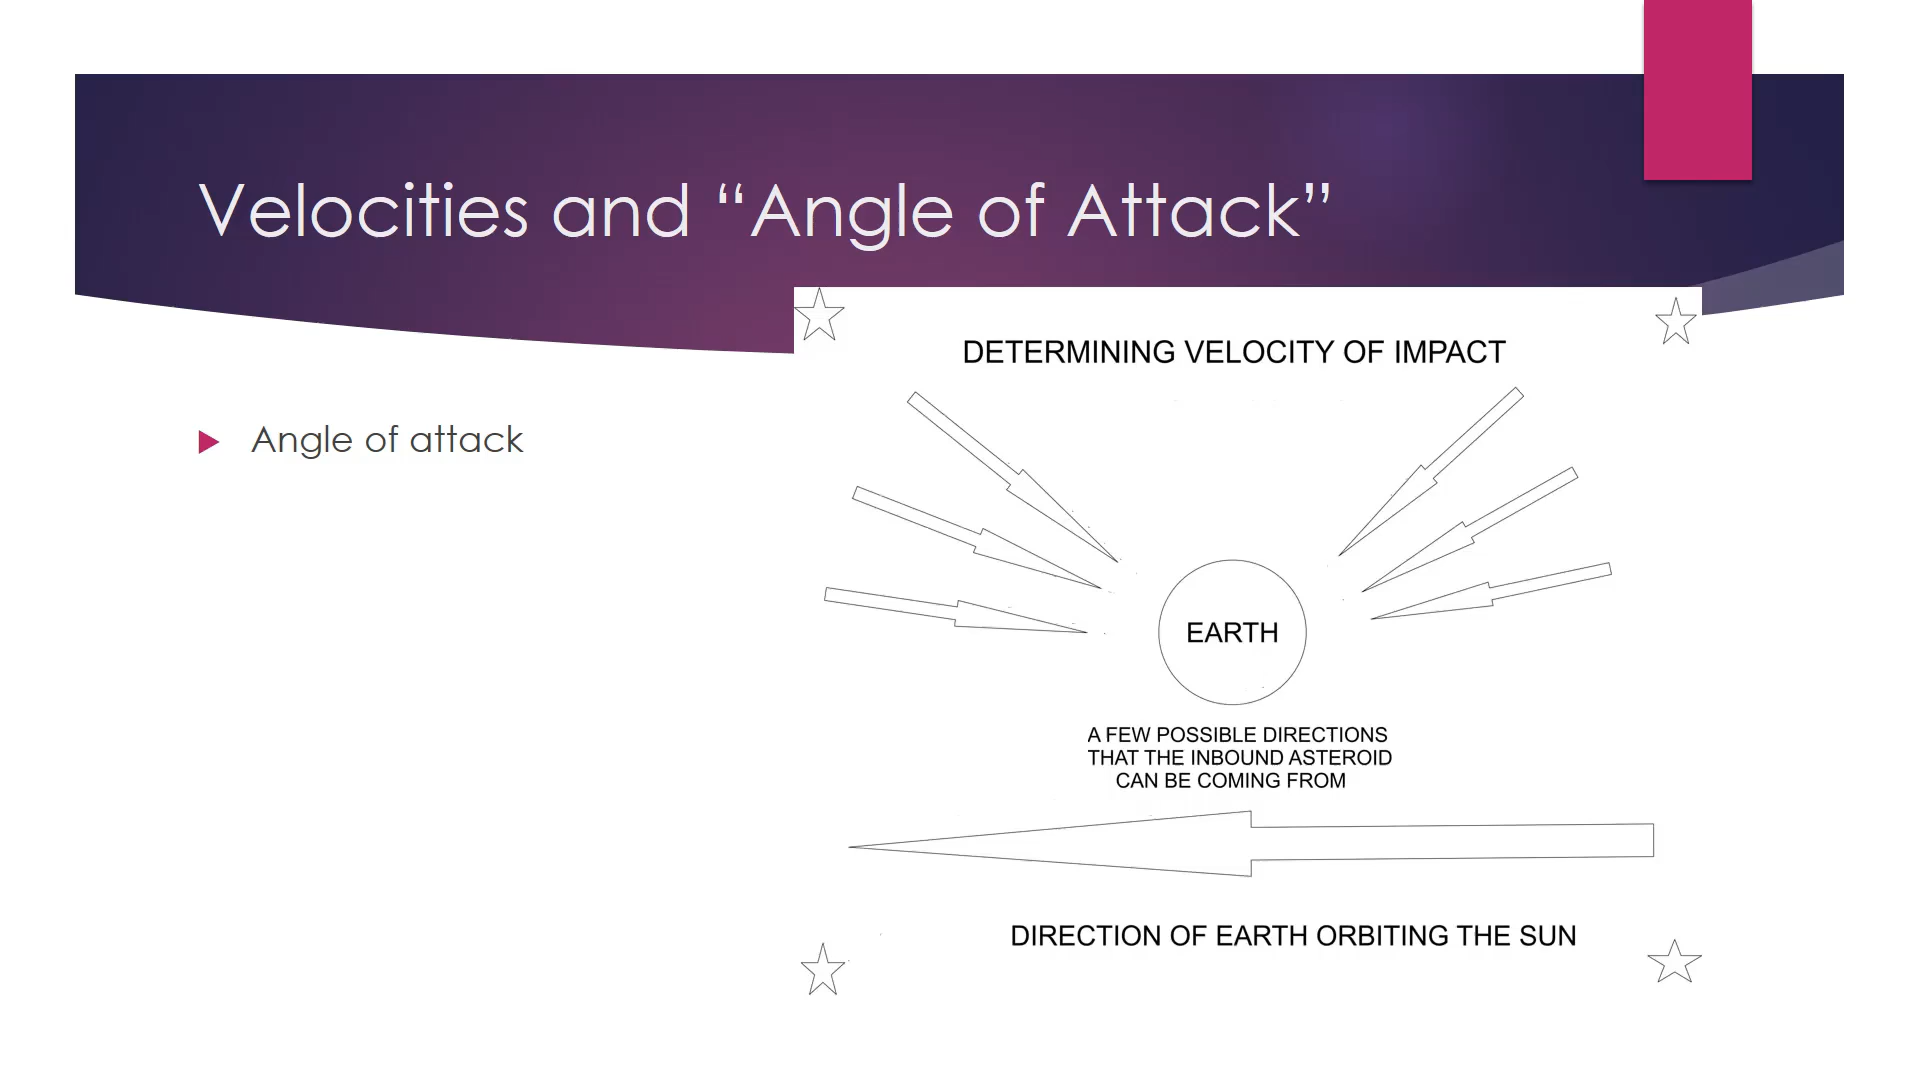 Velocities and “Angle of Attack”
Angle of attack
DETERMINING VELOCITY OF IMPACT
EARTH
A FEW POSSIBLE DIRECTIONS
THAT THE INBOUND ASTEROID
CAN BE COMING FROM
DIRECTION OF EARTH ORBITING THE SUN